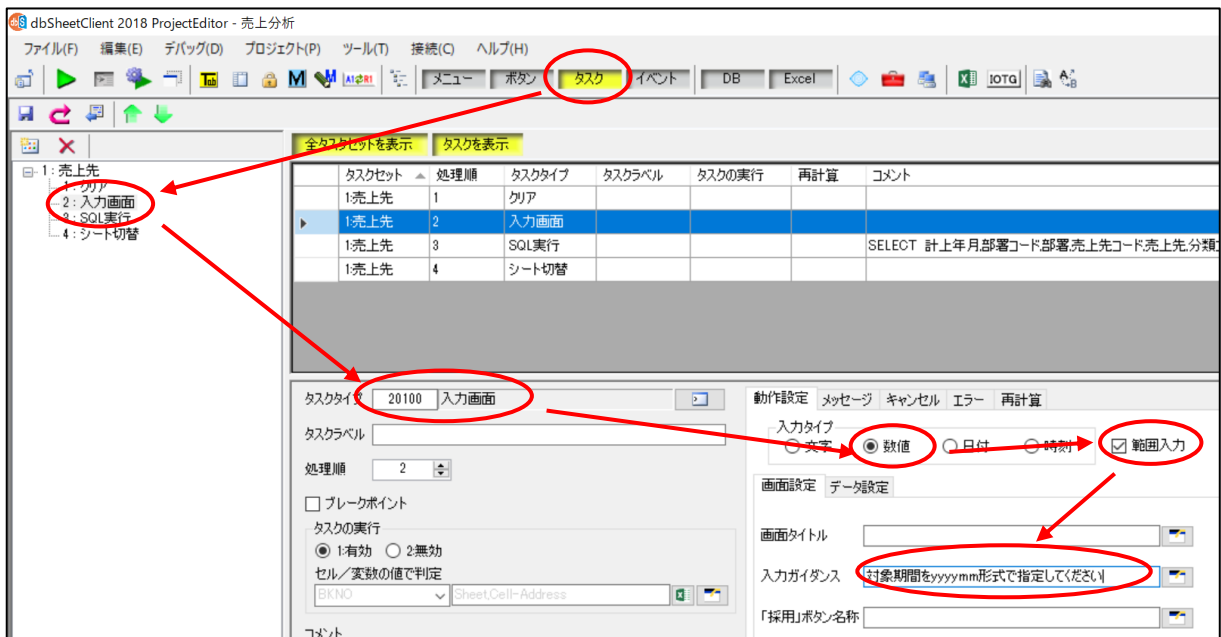 dbSheetClient 2018 ProjectEditor - 売上分析
ファイル(F) 編集(E) デバッグ(D) プロジェクト(P) ツール(T) 接続(C) ヘルプ(H)
Tab M M A1⇄R1 メニュー ボタン タスク イベント DB Excel IOTG
全タスクセットを表示 タスクを表示
1 : 売上先
1 : クリア
2 : 入力画面
3 : SQL実行
4 : シート切替
タスクセット 処理順 タスクタイプ タスクラベル タスクの実行 再計算 コメント
1:売上先 1 クリア
1:売上先 2 入力画面
1:売上先 3 SQL実行 SELECT 計上年月,部署コード,部署,売上先コード,売上先,分類
1:売上先 4 シート切替
タスクタイプ 20100 入力画面
タスクラベル
処理順 2
ブレークポイント
タスクの実行
1:有効 2:無効
セル/変数の値で判定
BKNO Sheet,Cell-Address
コメント
動作設定 メッセージ キャンセル エラー 再計算
入力タイプ
文字 数値 日付 時刻 範囲入力
画面設定 データ設定
画面タイトル
入力ガイダンス 対象期間をyyyymm形式で指定してください
「採用」ボタン名称